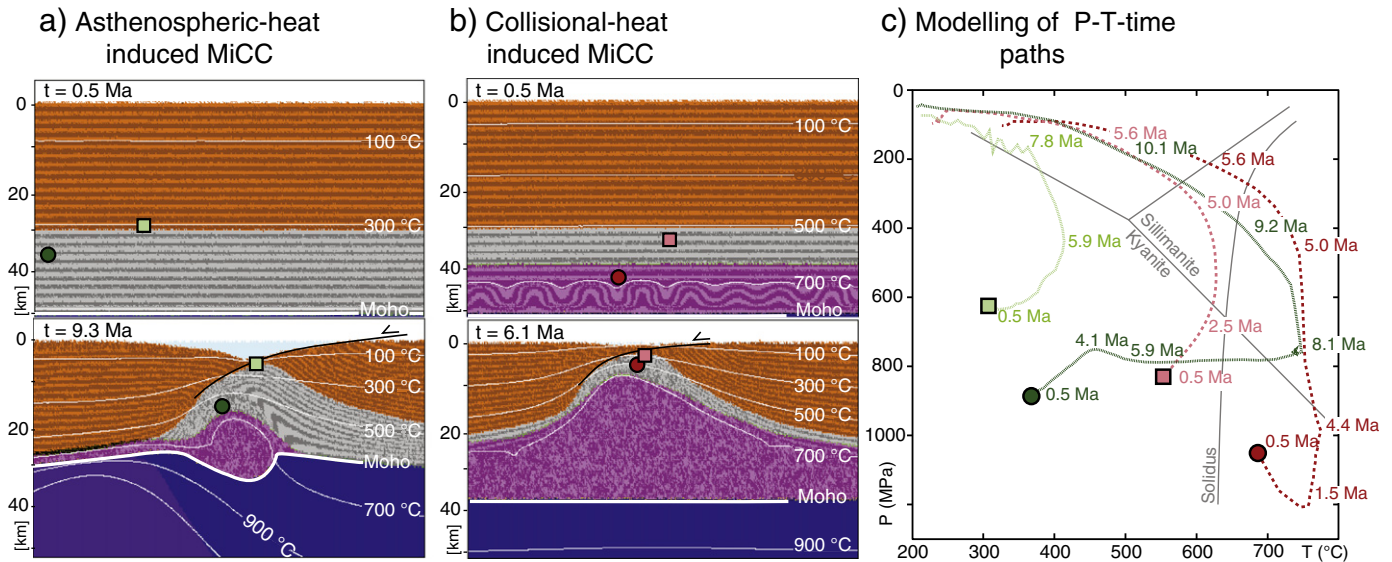 a) Asthenospheric-heat
induced MiCC
t = 0.5 Ma
0
100 °C
20
300 °C
40
[km]
Moho
t = 9.3 Ma
0
100 °C
300 °C
20
500 °C
Moho
700 °C
40
900 °C
[km]
b) Collisional-heat
induced MiCC
t = 0.5 Ma
0
100 °C
20
500 °C
40
700 °C
[km]
Moho
t = 6.1 Ma
0
100 °C
300 °C
500 °C
20
700 °C
Moho
40
900 °C
[km]
c) Modelling of P-T-time
paths
0
200
400
600
800
1000
P (MPa)
200
300
400
500
600
700
T (°C)
7.8 Ma
5.6 Ma
10.1 Ma
5.6 Ma
5.0 Ma
9.2 Ma
5.0 Ma
5.9 Ma
Sillimanite
Kyanite
0.5 Ma
2.5 Ma
4.1 Ma
5.9 Ma
8.1 Ma
0.5 Ma
0.5 Ma
4.4 Ma
0.5 Ma
1.5 Ma
Solidus